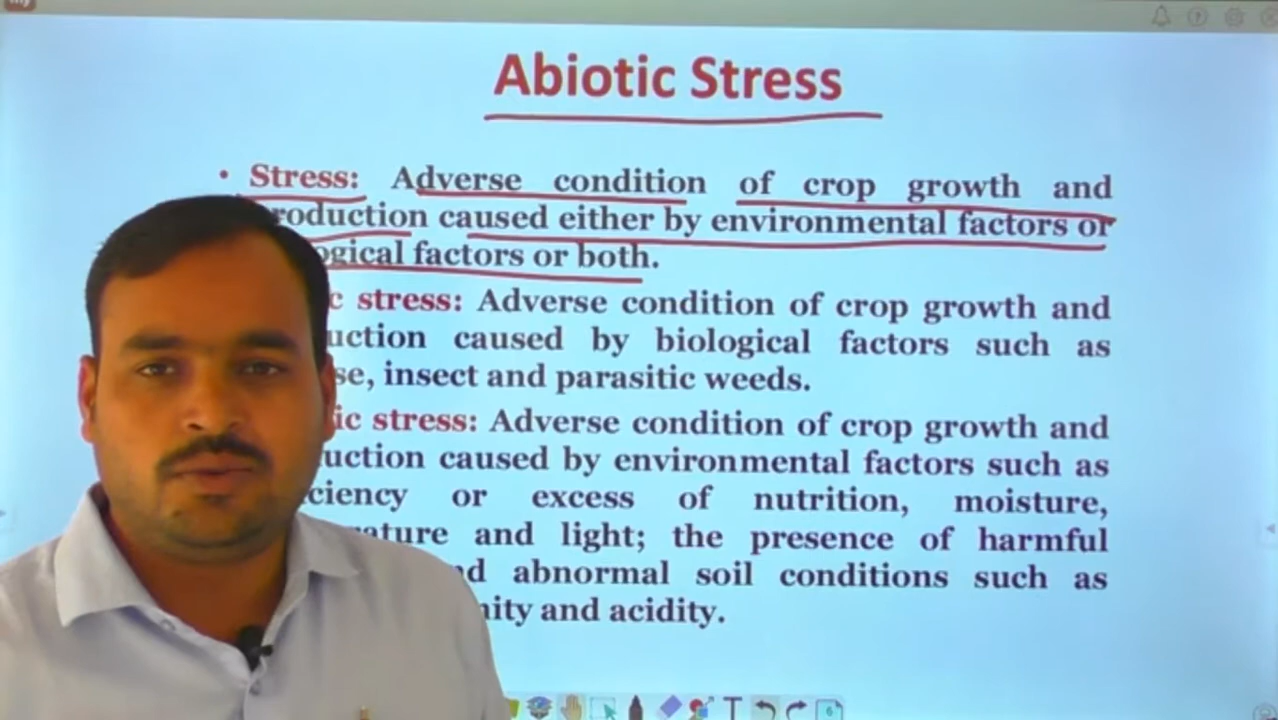 Abiotic Stress
• Stress: Adverse condition of crop growth and
roduction caused either by environmental factors or
ogical factors or both.
c stress: Adverse condition of crop growth and
uction caused by biological factors such as
se, insect and parasitic weeds.
ic stress: Adverse condition of crop growth and
uction caused by environmental factors such as
ciency or excess of nutrition, moisture,
ature and light; the presence of harmful
nd abnormal soil conditions such as
nity and acidity.